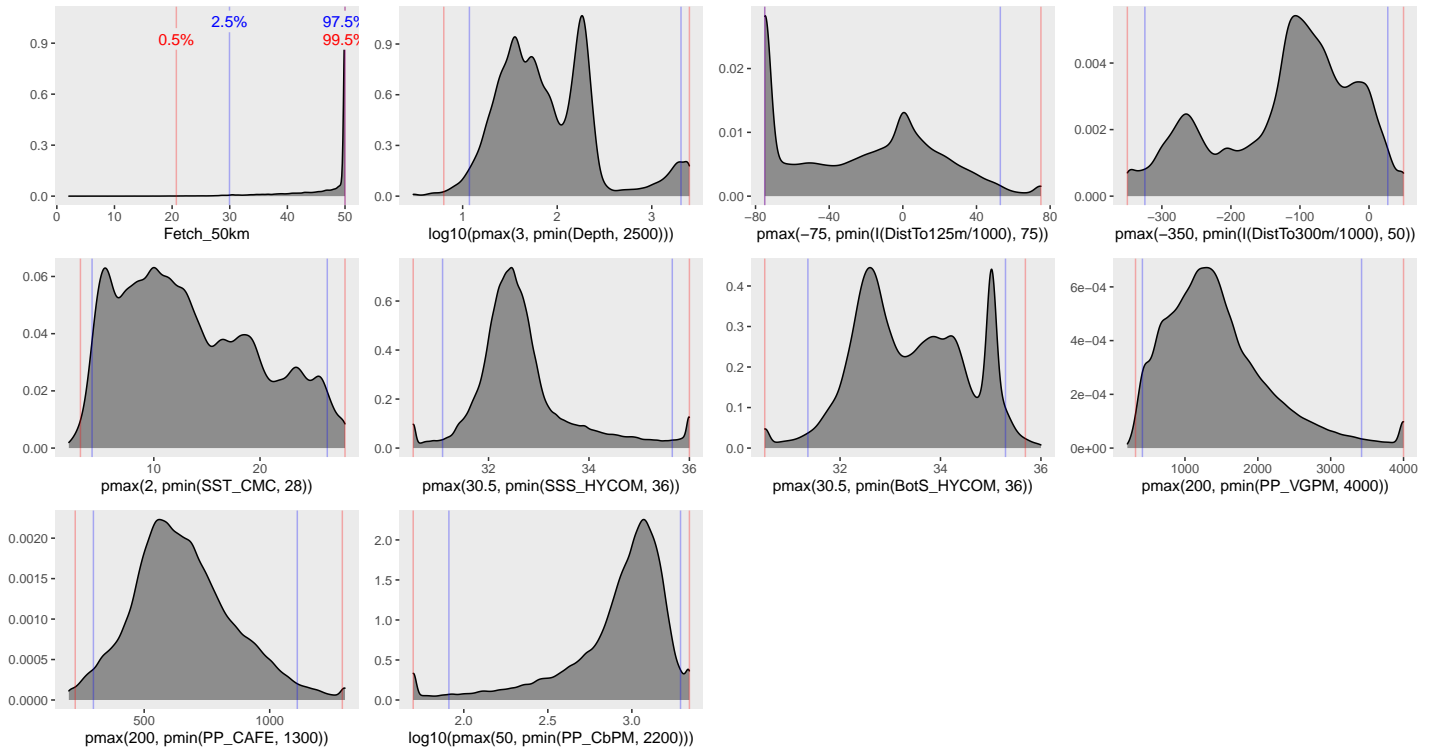 2.5% 97.5%
0.5% 99.5%
0.9
0.6
0.3
0.0
0 10 20 30 40 50
Fetch_50km
0.9
0.6
0.3
0.0
1 2 3
log10(pmax(3, pmin(Depth, 2500)))
0.02
0.01
0.00
−80 −40 0 40 80
pmax(−75, pmin(I(DistTo125m/1000), 75))
0.004
0.002
0.000
−300 −200 −100 0
pmax(−350, pmin(I(DistTo300m/1000), 50))
0.06
0.04
0.02
0.00
10 20
pmax(2, pmin(SST_CMC, 28))
0.6
0.4
0.2
0.0
32 34 36
pmax(30.5, pmin(SSS_HYCOM, 36))
0.4
0.3
0.2
0.1
0.0
32 34 36
pmax(30.5, pmin(BotS_HYCOM, 36))
6e−04
4e−04
2e−04
0e+00
1000 2000 3000 4000
pmax(200, pmin(PP_VGPM, 4000))
0.0020
0.0015
0.0010
0.0005
0.0000
500 1000
pmax(200, pmin(PP_CAFE, 1300))
2.0
1.5
1.0
0.5
0.0
2.0 2.5 3.0
log10(pmax(50, pmin(PP_CbPM, 2200)))